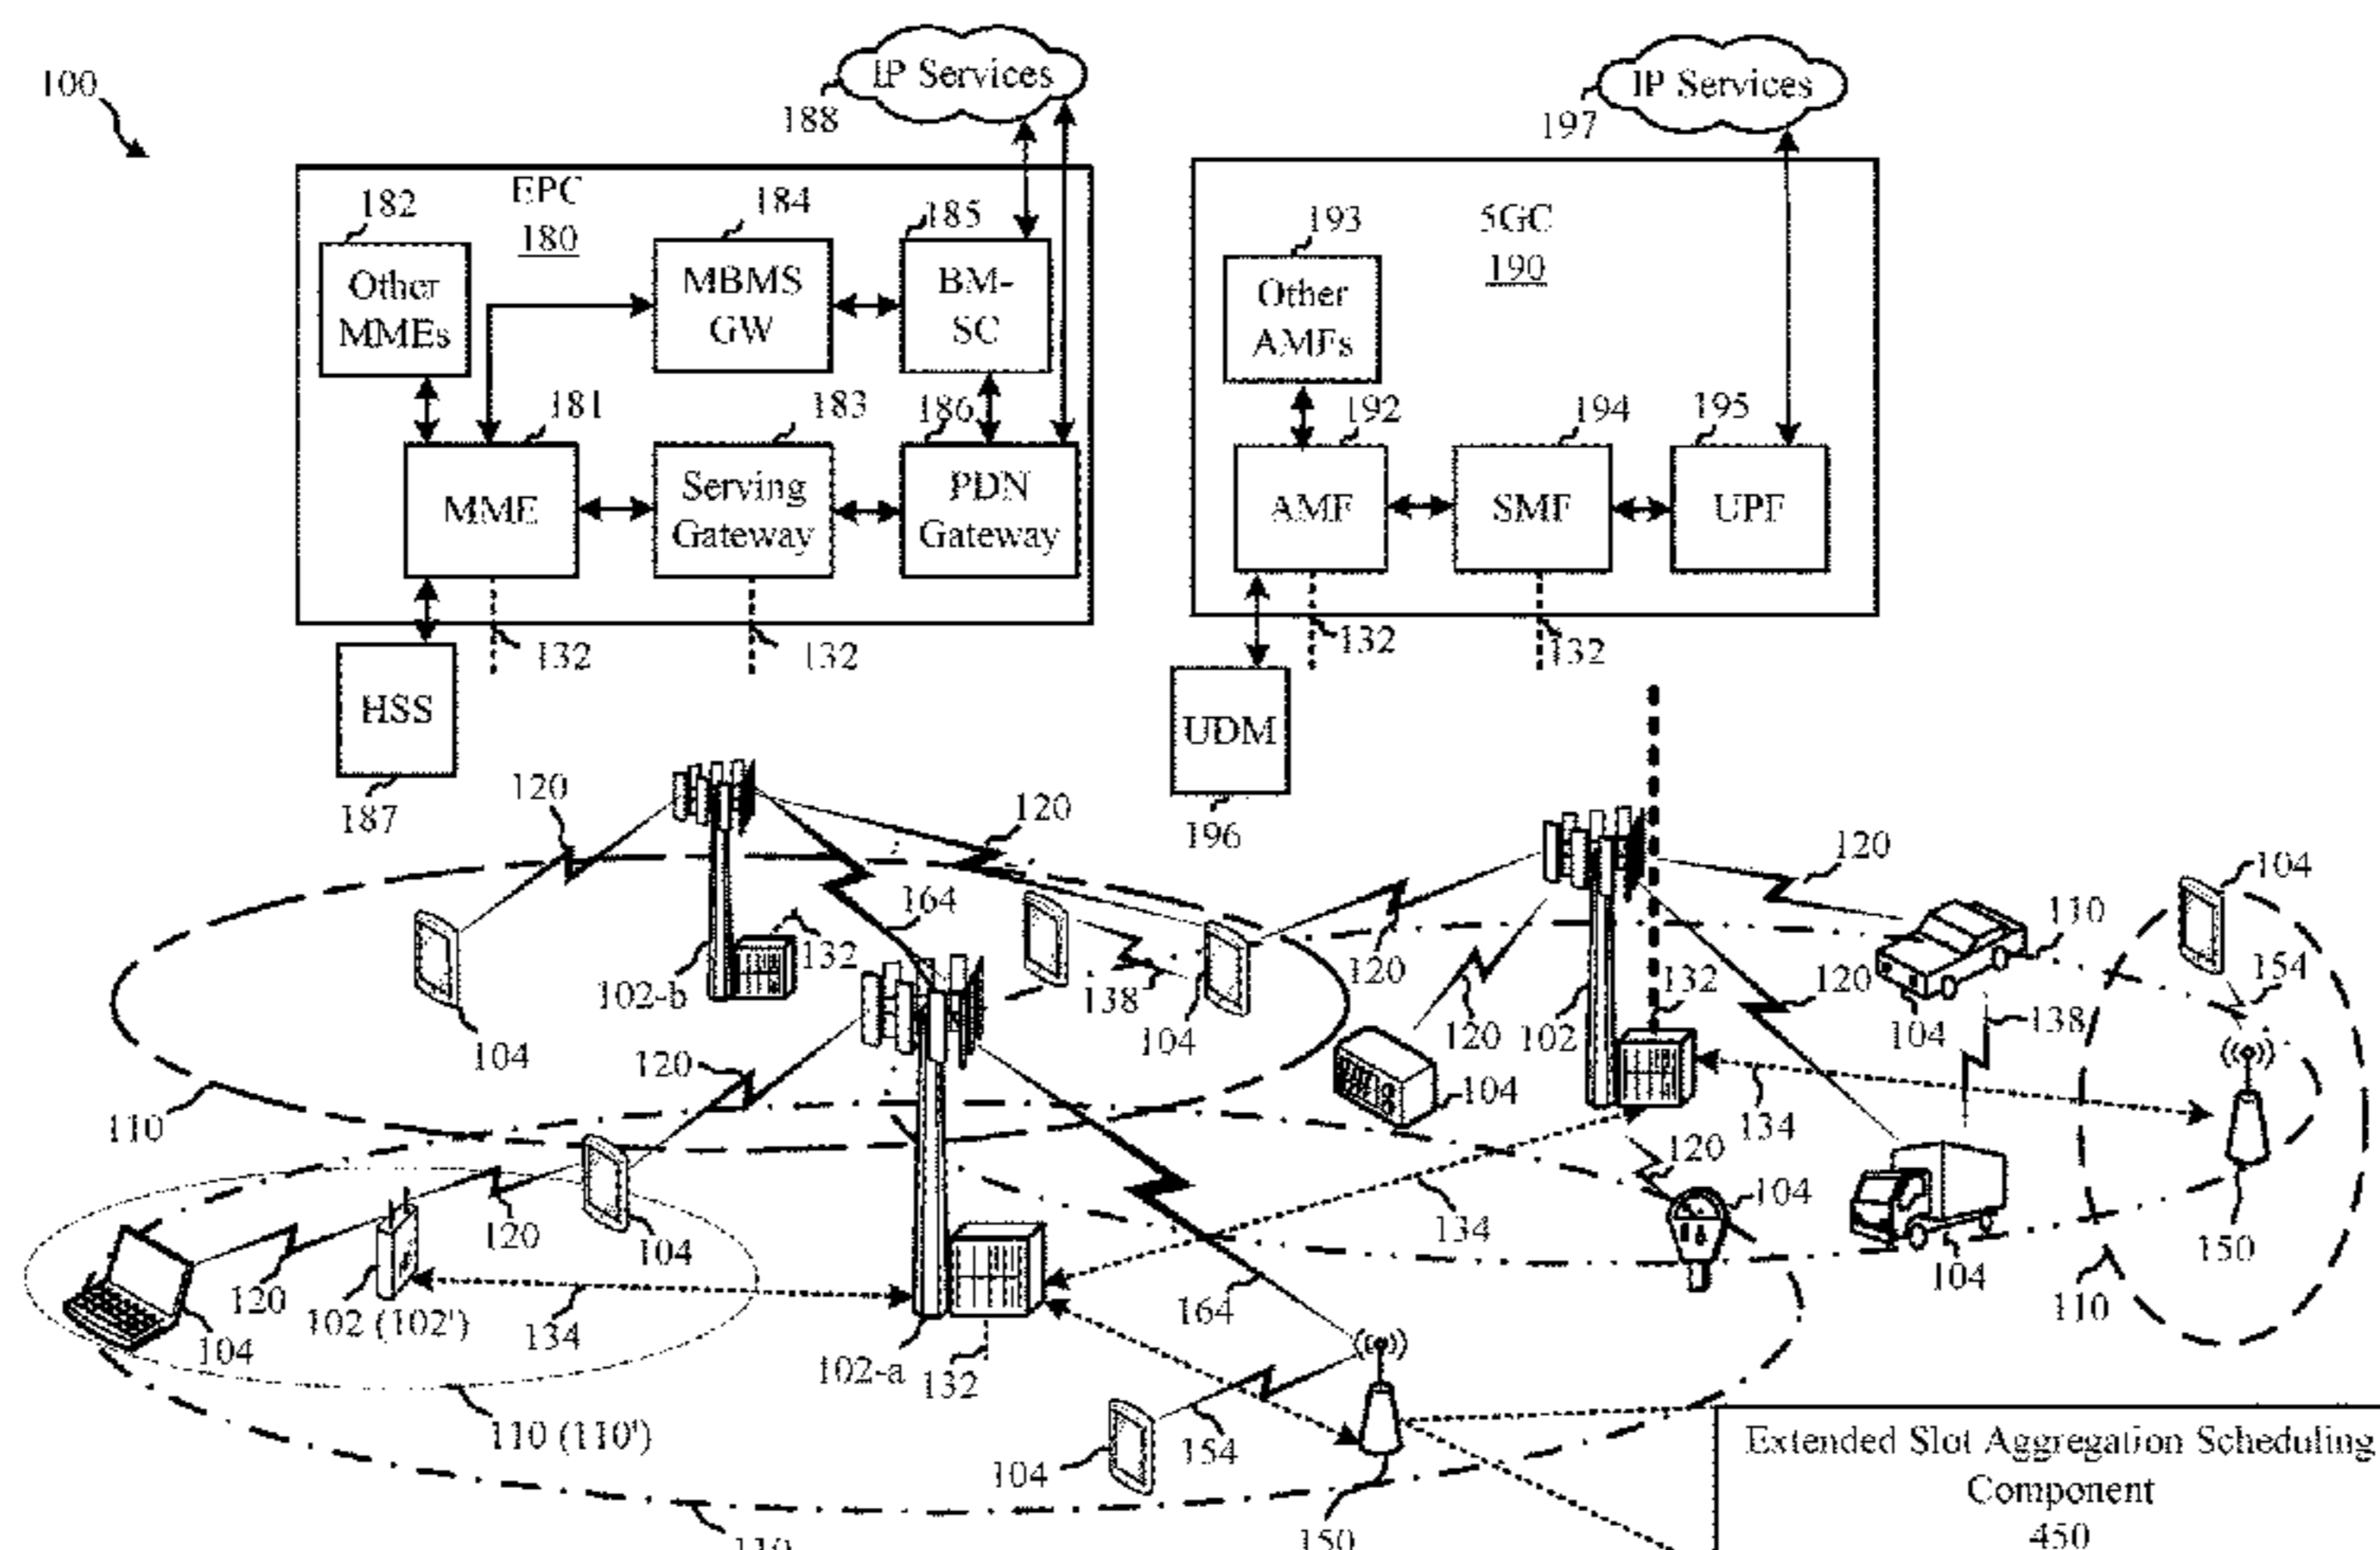 100
IP Services
188
IP Services
197
EPC
180
182
184
185
Other
MMEs
MBMS
GW
BM-
SC
5GC
190
193
Other
AMFs
181
183
186
MME
Serving
Gateway
PDN
Gateway
192
194
195
AMF
SMF
UPF
132
132
132
132
HSS
187
UDM
196
120
120
120
104
164
132
102-b
138
104
120
120
102
132
120
110
104
154
104
138
104
120
110
104
134
120
134
104
150
110
104
120
104
120
102 (102')
104
134
164
102-a
132
110 (110')
104
154
150
110
Extended Slot Aggregation Scheduling
Component
450